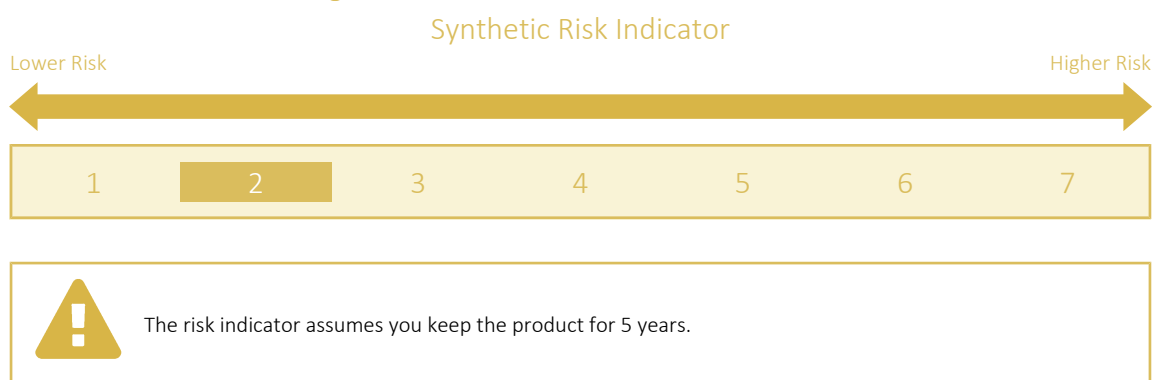 Synthetic Risk Indicator
Lower Risk Higher Risk
1 2 3 4 5 6 7
The risk indicator assumes you keep the product for 5 years.